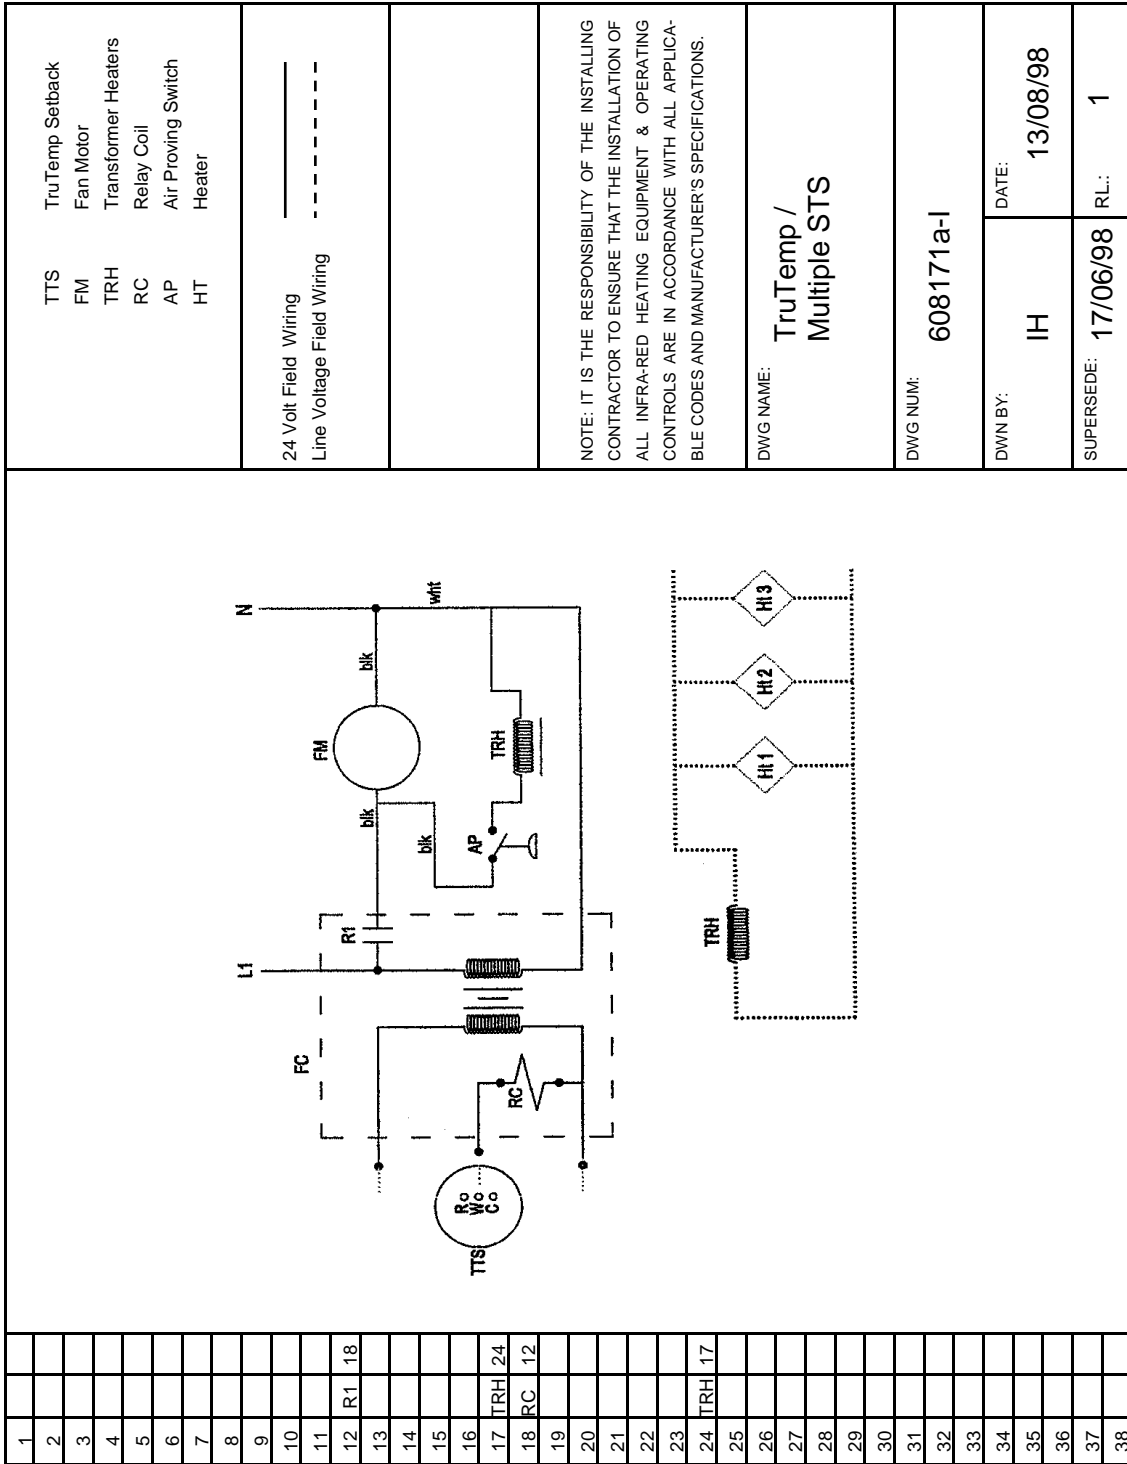 TTS TruTemp Setback
FM Fan Motor
TRH Transformer Heaters
RC Relay Coil
AP Air Proving Switch
HT Heater
24 Volt Field Wiring
Line Voltage Field Wiring
NOTE: IT IS THE RESPONSIBILITY OF THE INSTALLING
CONTRACTOR TO ENSURE THAT THE INSTALLATION OF
ALL INFRA-RED HEATING EQUIPMENT & OPERATING
CONTROLS ARE IN ACCORDANCE WITH ALL APPLICA-
BLE CODES AND MANUFACTURER'S SPECIFICATIONS.
DWG NAME:
TruTemp /
Multiple STS
DWG NUM:
608171a-I
DWN BY:
IH
DATE:
13/08/98
SUPERSEDE: 17/06/98
RL.: 1
L1
N
FC
R1
blk
FM
blk
blk
wht
AP
TRH
RC
TTS
R
W
C
TRH
Ht 1
Ht 2
Ht 3
1
2
3
4
5
6
7
8
9
10
11
12 R1 18
13
14
15
16
17 TRH 24
18 RC 12
19
20
21
22
23
24 TRH 17
25
26
27
28
29
30
31
32
33
34
35
36
37
38